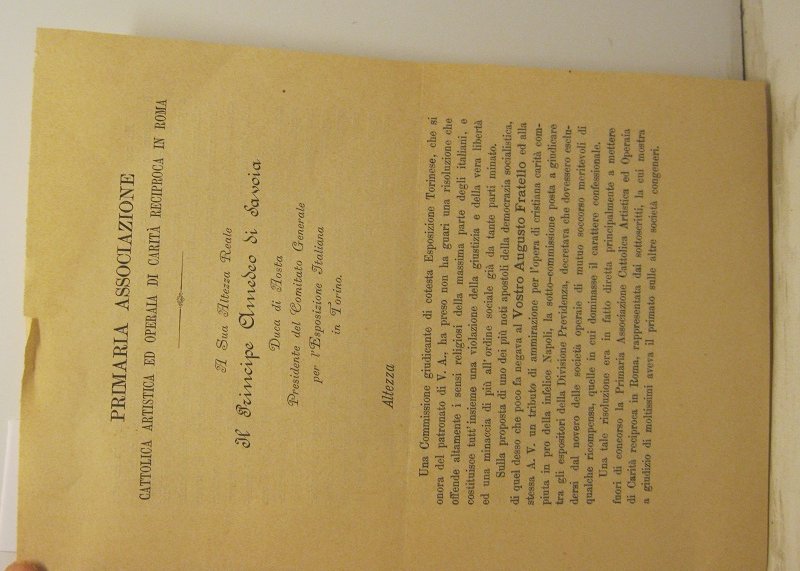 PRIMARIA ASSOCIAZIONE
CATTOLICA ARTISTICA ED OPERAIA DI CARITÀ RECIPROCA IN ROMA
A Sua Altezza Reale
Il Principe Amedeo di Savoia
Duca di Aosta
Presidente del Comitato Generale
per l'Esposizione Italiana
in Torino.
Altezza
Una Commissione giudicante di cotesta Esposizione Torinese, che si
onora del patronato di V. A., ha preso non ha guari una risoluzione che
offende altamente i sensi religiosi della massima parte degli italiani, e
costituisce tutt'insieme una violazione della giustizia e della vera libertà
ed una minaccia di più all'ordine sociale già da tante parti minato.
Sulla proposta di uno dei più noti apostoli della democrazia socialistica,
di quel desso che poco fa negava al Vostro Augusto Fratello ed alla
stessa A. V. un tributo di ammirazione per l'opera di cristiana carità com-
piuta in pro della infelice Napoli, la sotto-commissione posta a giudicare
tra gli espositori della Divisione Previdenza, decretava che dovessero esclu-
dersi dal novero delle società operaie di mutuo soccorso meritevoli di
qualche ricompensa, quelle in cui dominasse il carattere confessionale.
Una tale risoluzione era in fatto diretta principalmente a mettere
fuori di concorso la Primaria Associazione Cattolica Artistica ed Operaia
di Carità reciproca in Roma, rappresentata dai sottoscritti, la cui mostra
a giudizio di moltissimi aveva il primato sulle altre società congeneri.